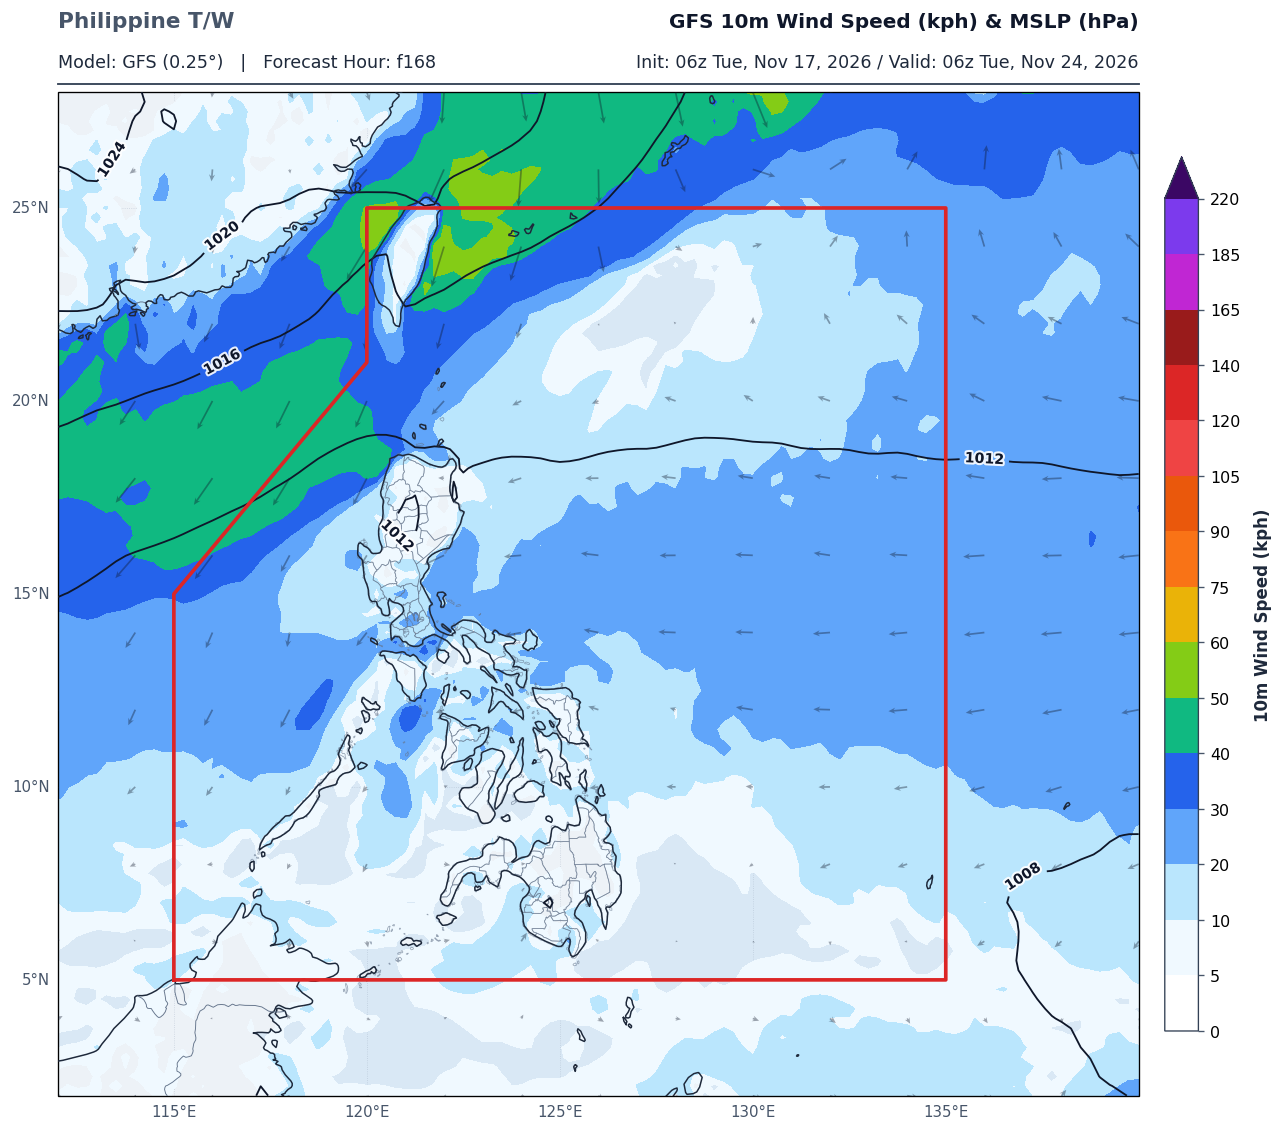 Philippine T/W
GFS 10m Wind Speed (kph) & MSLP (hPa)
Model: GFS (0.25°) | Forecast Hour: f168
Init: 06z Tue, Nov 17, 2026 / Valid: 06z Tue, Nov 24, 2026
1024
1020
1016
1012
1012
1008
25°N
20°N
15°N
10°N
5°N
115°E
120°E
125°E
130°E
135°E
220
185
165
140
120
105
90
75
60
50
40
30
20
10
5
0
10m Wind Speed (kph)